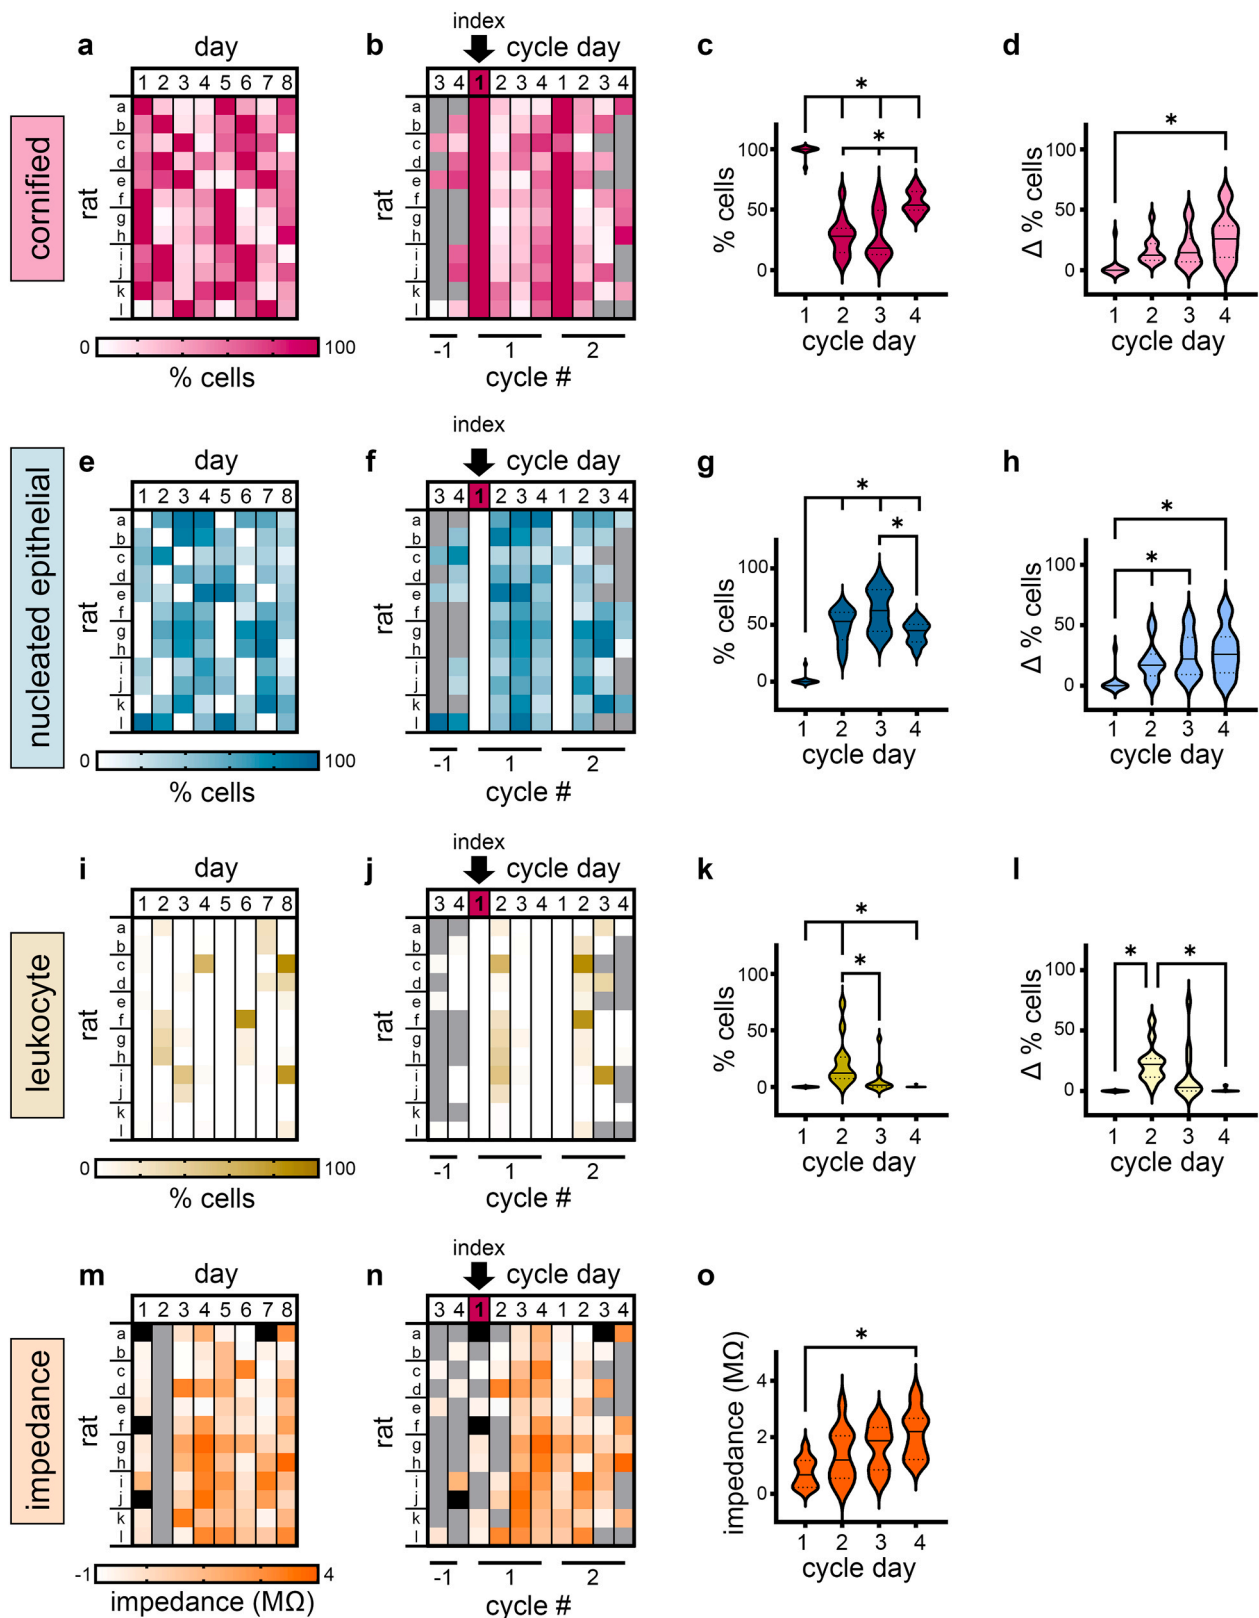 index
a day b cycle day c d
1 2 3 4 5 6 7 8 3 4 1 2 3 4 1 2 3 4
cornified
rat
a
b
c
d
e
f
g
h
i
j
k
l
0 100
% cells
-1 1 2
cycle #
% cells
100
50
0
* *
1 2 3 4
cycle day
Δ % cells
100
50
0
*
1 2 3 4
cycle day
index
e day f cycle day g h
1 2 3 4 5 6 7 8 3 4 1 2 3 4 1 2 3 4
nucleated epithelial
rat
a
b
c
d
e
f
g
h
i
j
k
l
0 100
% cells
-1 1 2
cycle #
% cells
100
50
0
* *
1 2 3 4
cycle day
Δ % cells
100
50
0
* *
1 2 3 4
cycle day
index
i day j cycle day k l
1 2 3 4 5 6 7 8 3 4 1 2 3 4 1 2 3 4
leukocyte
rat
a
b
c
d
e
f
g
h
i
j
k
l
0 100
% cells
-1 1 2
cycle #
% cells
100
50
0
* *
1 2 3 4
cycle day
Δ % cells
100
50
0
* *
1 2 3 4
cycle day
index
m day n cycle day o
1 2 3 4 5 6 7 8 3 4 1 2 3 4 1 2 3 4
impedance
rat
a
b
c
d
e
f
g
h
i
j
k
l
-1 4
impedance (MΩ)
-1 1 2
cycle #
impedance (MΩ)
4
2
0
*
1 2 3 4
cycle day